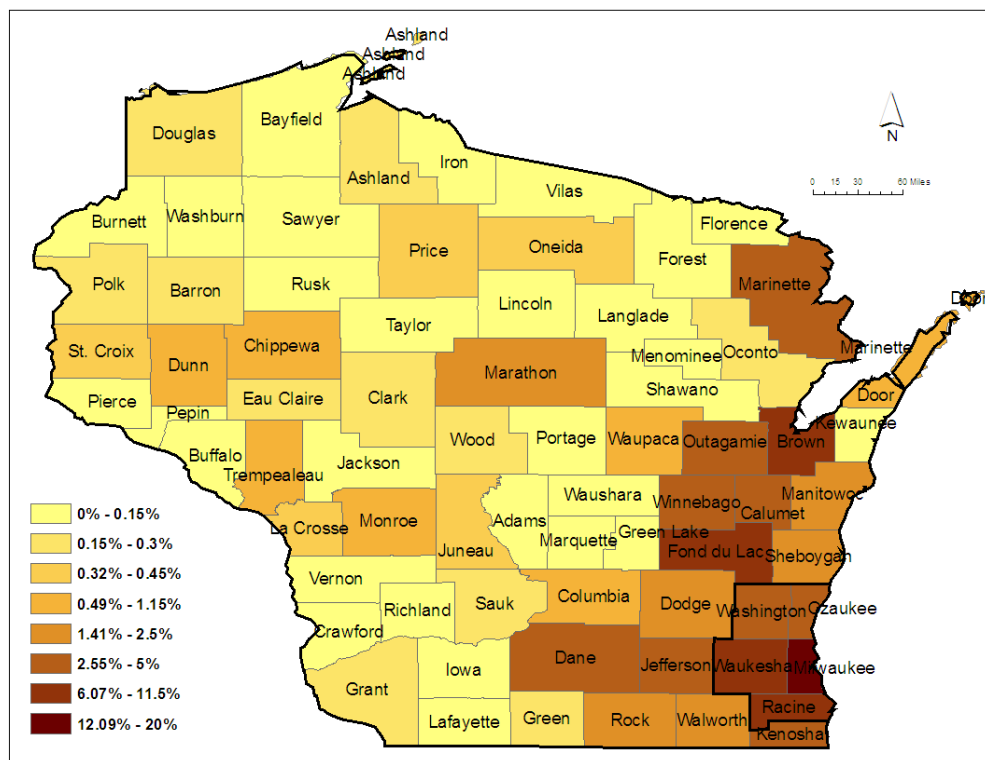 Ashland
Ashland
Ashland
Bayfield
Douglas
N
Iron
Ashland
Vilas
0 15 30 60 Miles
Burnett
Washburn
Sawyer
Florence
Price
Oneida
Forest
Polk
Barron
Rusk
Marinette
Door
Lincoln
Langlade
Taylor
St. Croix
Dunn
Chippewa
Menominee
Oconto
Marinette
Marathon
Shawano
Pierce
Eau Claire
Clark
Door
Pepin
Kewaunee
Buffalo
Wood
Portage
Waupaca
Outagamie
Brown
Trempealeau
Jackson
Waushara
Winnebago
Manitowoc
Calumet
La Crosse
Monroe
Juneau
Adams
Green Lake
Marquette
Fond du Lac
Sheboygan
Vernon
Richland
Sauk
Columbia
Dodge
Washington
Ozaukee
Crawford
Iowa
Dane
Jefferson
Waukesha
Milwaukee
Grant
Lafayette
Green
Rock
Walworth
Racine
Kenosha
0% - 0.15%
0.15% - 0.3%
0.32% - 0.45%
0.49% - 1.15%
1.41% - 2.5%
2.55% - 5%
6.07% - 11.5%
12.09% - 20%